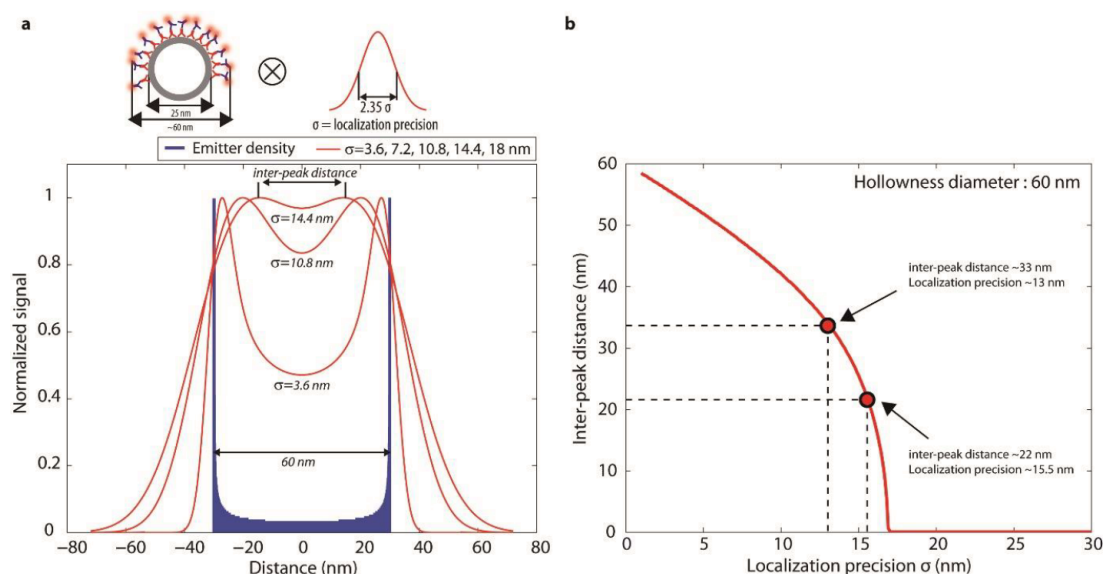 a
25 nm
~60 nm
2.35 σ
σ = localization precision
Emitter density
σ=3.6, 7.2, 10.8, 14.4, 18 nm
inter-peak distance
σ=14.4 nm
σ=10.8 nm
σ=3.6 nm
60 nm
Normalized signal
1
0.8
0.6
0.4
0.2
0
−80 −60 −40 −20 0 20 40 60 80
Distance (nm)
b
Hollowness diameter : 60 nm
inter-peak distance ~33 nm
Localization precision ~13 nm
inter-peak distance ~22 nm
Localization precision ~15.5 nm
Inter-peak distance (nm)
60
50
40
30
20
10
0
0 5 10 15 20 25 30
Localization precision σ (nm)